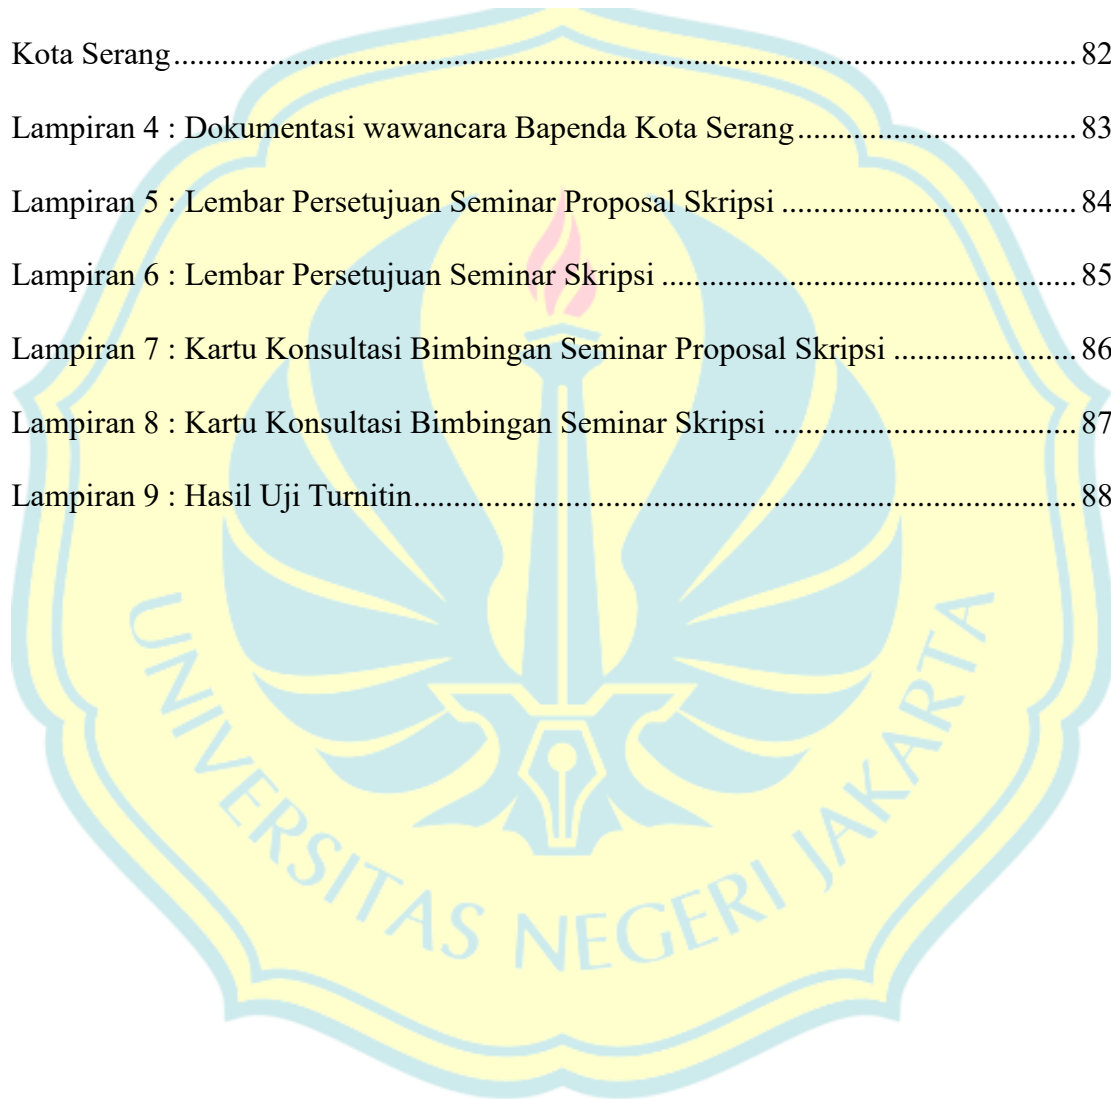 Kota Serang.......................................................................................................... 82
Lampiran 4 : Dokumentasi wawancara Bapenda Kota Serang................................. 83
Lampiran 5 : Lembar Persetujuan Seminar Proposal Skripsi ................................... 84
Lampiran 6 : Lembar Persetujuan Seminar Skripsi ................................................. 85
Lampiran 7 : Kartu Konsultasi Bimbingan Seminar Proposal Skripsi ...................... 86
Lampiran 8 : Kartu Konsultasi Bimbingan Seminar Skripsi .................................... 87
Lampiran 9 : Hasil Uji Turnitin.............................................................................. 88
UNIVERSITAS NEGERI JAKARTA